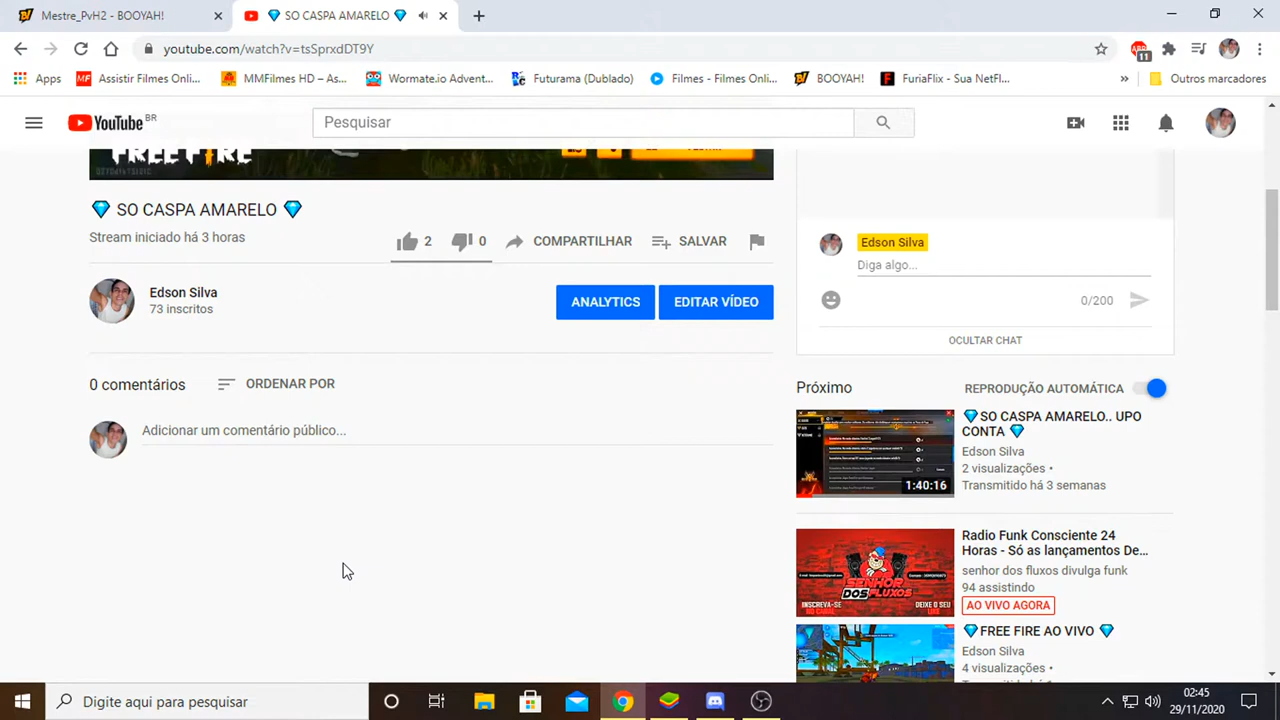 Mestre_PvH2 - BOOYAH!
💎 SO CASPA AMARELO 💎
youtube.com/watch?v=tsSprxdDT9Y
11
Apps
Assistir Filmes Onli...
MMFilmes HD – As...
Wormate.io Advent...
Futurama (Dublado)
Filmes - Filmes Onl...
BOOYAH!
FuriaFlix - Sua NetFl...
»
Outros marcadores
YouTube BR
Pesquisar
FREE FIRE
💎 SO CASPA AMARELO 💎
Stream iniciado há 3 horas
2
0
COMPARTILHAR
SALVAR
Edson Silva
73 inscritos
ANALYTICS
EDITAR VÍDEO
0 comentários
ORDENAR POR
Adicionar um comentário público...
Edson Silva
Diga algo...
0/200
OCULTAR CHAT
Próximo
REPRODUÇÃO AUTOMÁTICA
💎SO CASPA AMARELO.. UPO
CONTA 💎
Edson Silva
2 visualizações •
Transmitido há 3 semanas
1:40:16
Radio Funk Consciente 24
Horas - Só as lançamentos De...
senhor dos fluxos divulga funk
94 assistindo
AO VIVO AGORA
SENHOR
DOS FLUXOS
INSCREVA-SE
NO CANAL
DEIXE O SEU
LIKE
💎FREE FIRE AO VIVO 💎
Edson Silva
4 visualizações •
Digite aqui para pesquisar
02:45
29/11/2020